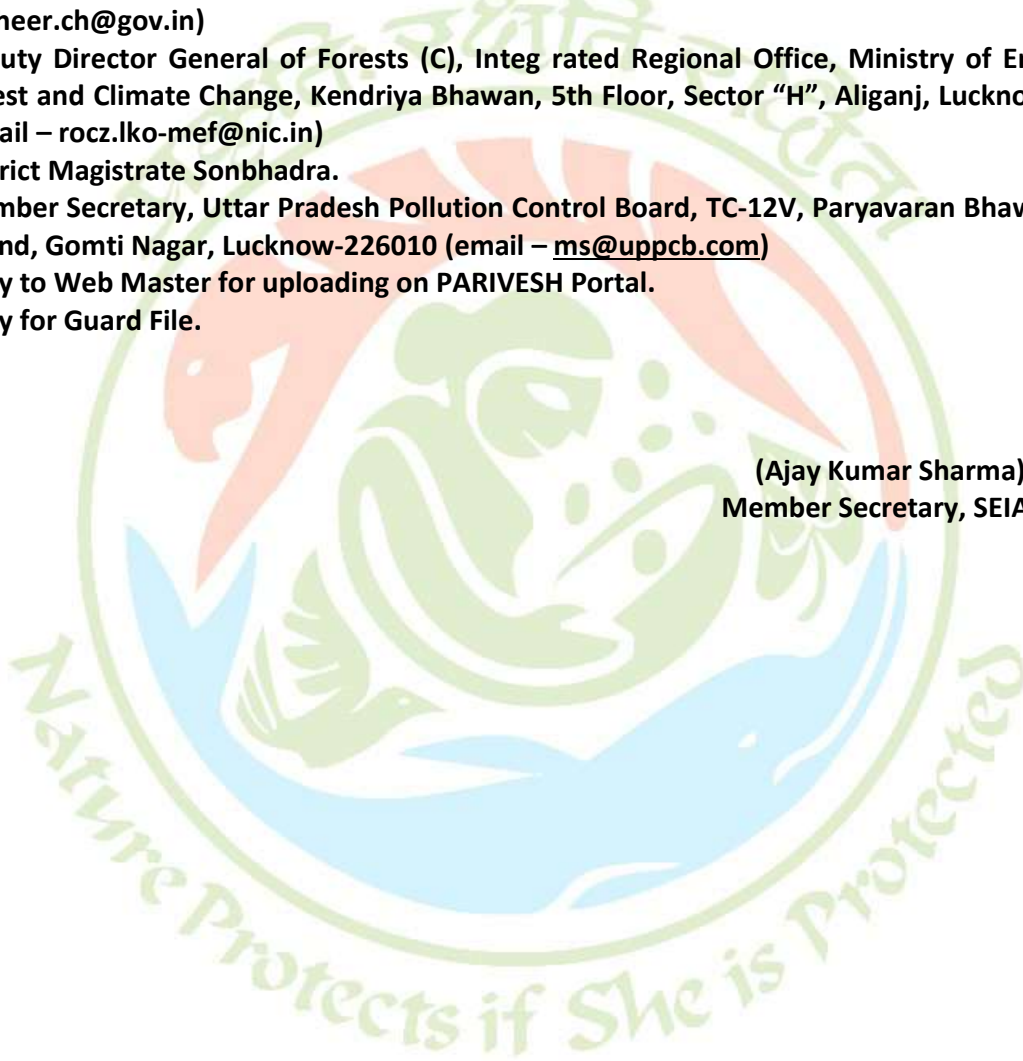 neer.ch@gov.in)
uty Director General of Forests (C), Integ rated Regional Office, Ministry of En
est and Climate Change, Kendriya Bhawan, 5th Floor, Sector “H”, Aliganj, Luckno
ail – rocz.lko-mef@nic.in)
rict Magistrate Sonbhadra.
mber Secretary, Uttar Pradesh Pollution Control Board, TC-12V, Paryavaran Bhaw
nd, Gomti Nagar, Lucknow-226010 (email – ms@uppcb.com)
y to Web Master for uploading on PARIVESH Portal.
y for Guard File.
(Ajay Kumar Sharma)
Member Secretary, SEIA
Nature Protects if She is Protected